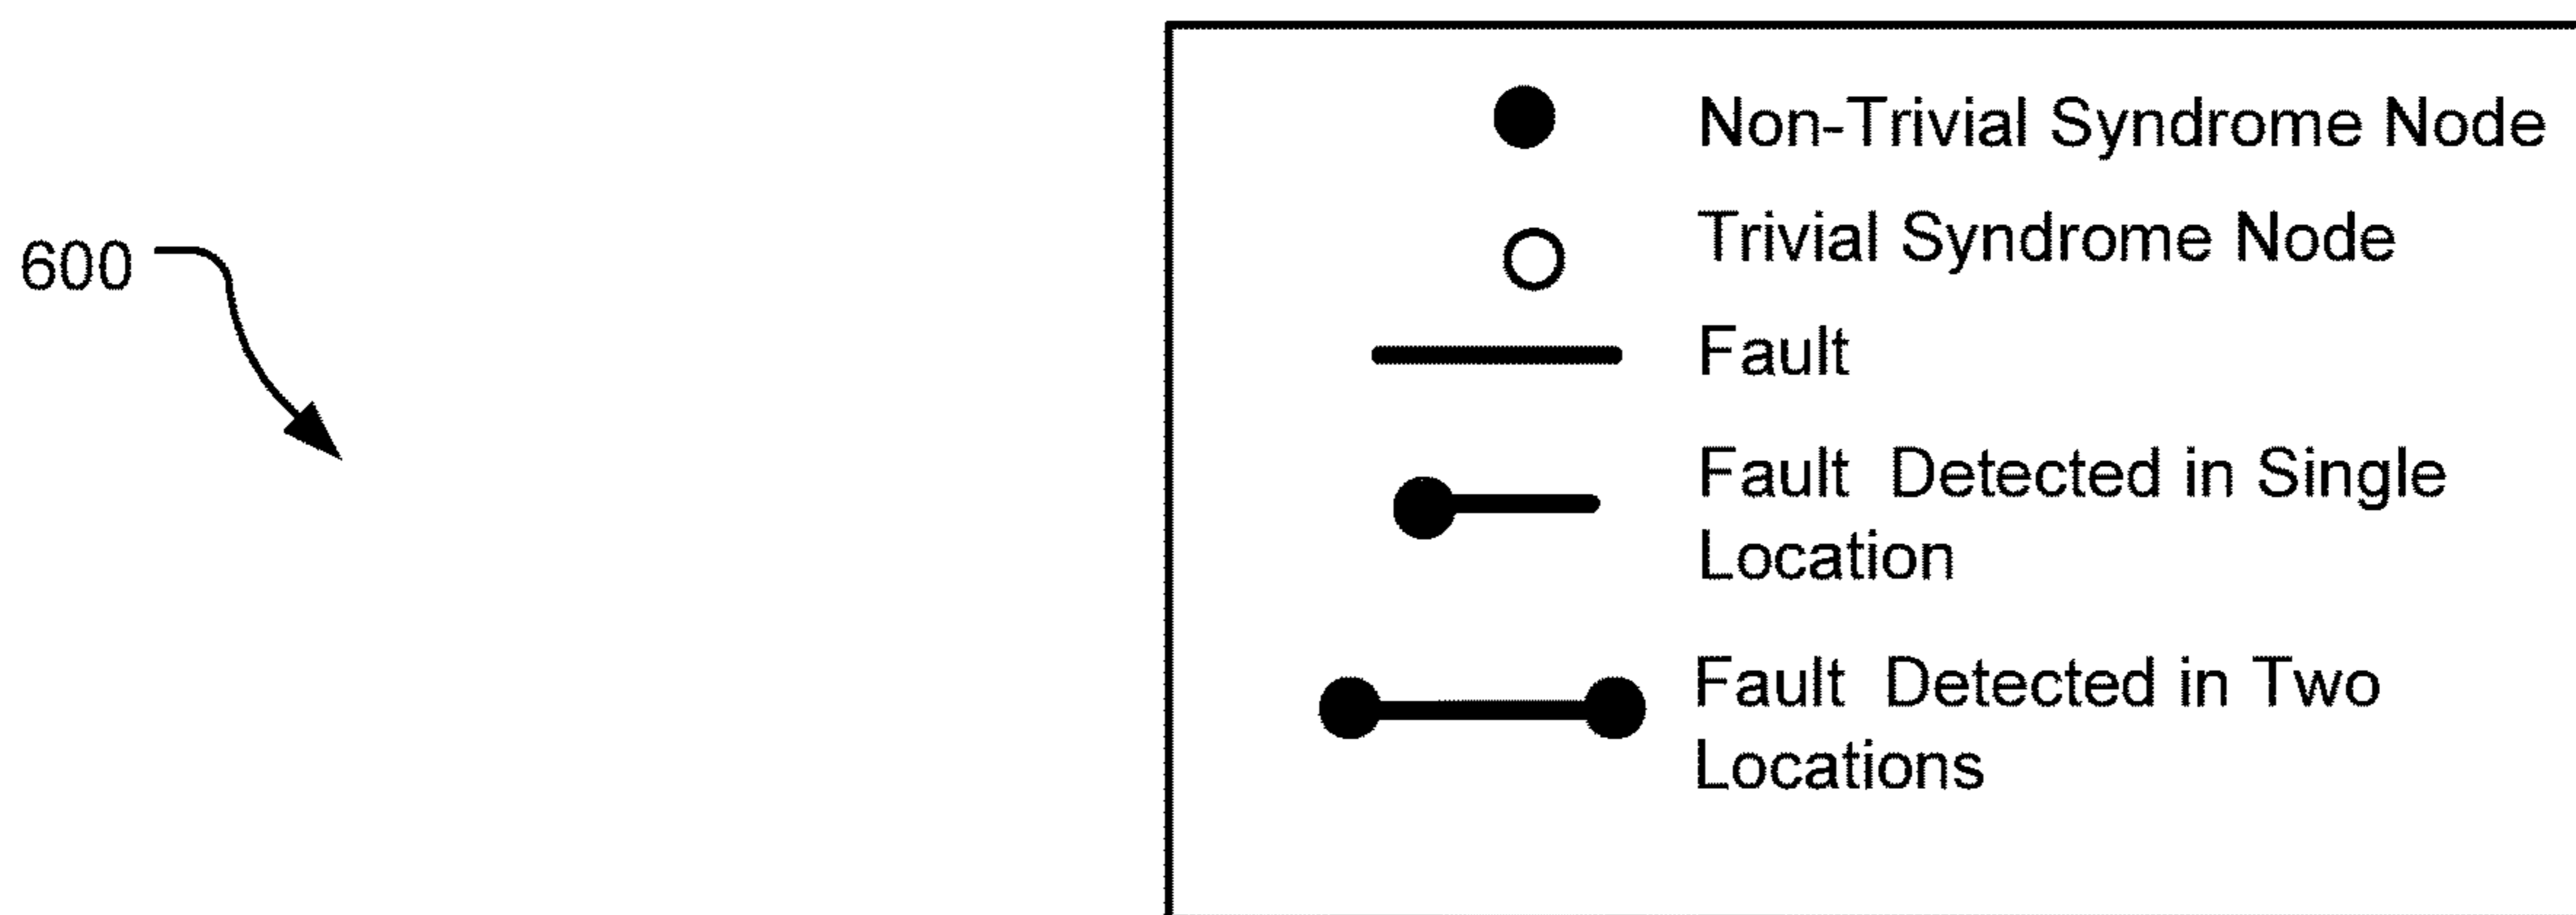 600
Non-Trivial Syndrome Node
Trivial Syndrome Node
Fault
Fault Detected in Single
Location
Fault Detected in Two
Locations